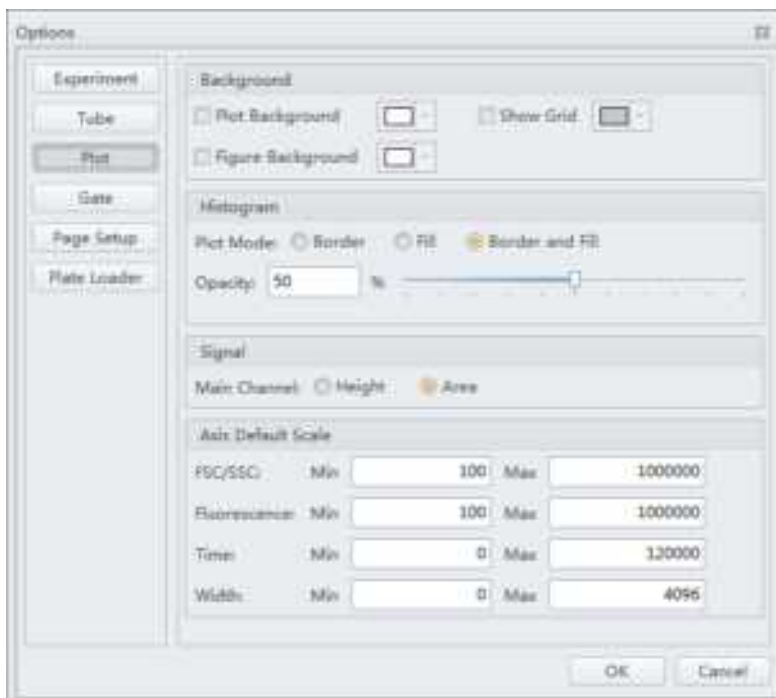 Options
Experiment
Tube
Plot
Gate
Page Setup
Plate Loader
Background
Plot Background
Show Grid
Figure Background
Histogram
Plot Mode: Border Fill Border and Fill
Opacity: 50 %
Signal
Main Channel: Height Area
Axis Default Scale
FSC/SSC: Min 100 Max 1000000
Fluorescence: Min 100 Max 1000000
Time: Min 0 Max 120000
Width: Min 0 Max 4096
OK Cancel